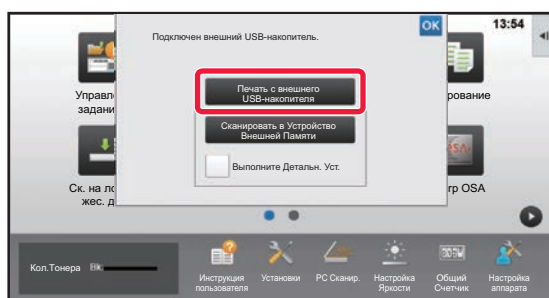 13:54
Подключен внешний USB-накопитель.
OK
Печать с внешнего
USB-накопителя
Сканировать в Устройство
Внешней Памяти
Выполните Детальн. Уст.
Управл
задани
рование
Ск. на ло
жес. д
rp OSA
Кол.Тонера
Bk
Инструкция
пользователя
Установки
PC Сканир.
Настройка
Яркости
Общий
Счетчик
Настройка
аппарата